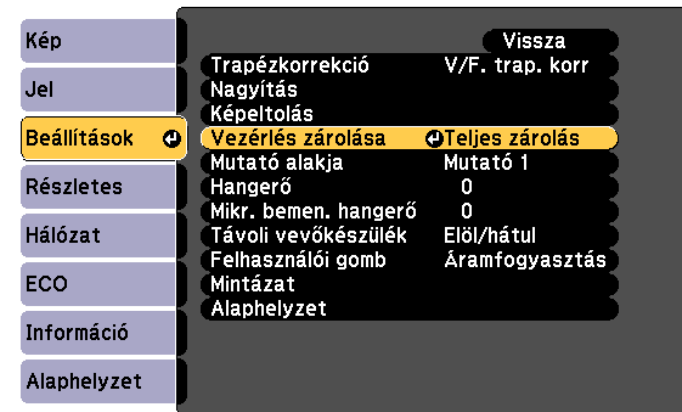 Kép
Jel
Beállítások
Részletes
Hálózat
ECO
Információ
Alaphelyzet
Vissza
Trapézkorrekció V/F. trap. korr
Nagyítás
Képeltolás
Vezérlés zárolása Teljes zárolás
Mutató alakja Mutató 1
Hangerő 0
Mikr. bemen. hangerő 0
Távoli vevőkészülék Elöl/hátul
Felhasználói gomb Áramfogyasztás
Mintázat
Alaphelyzet